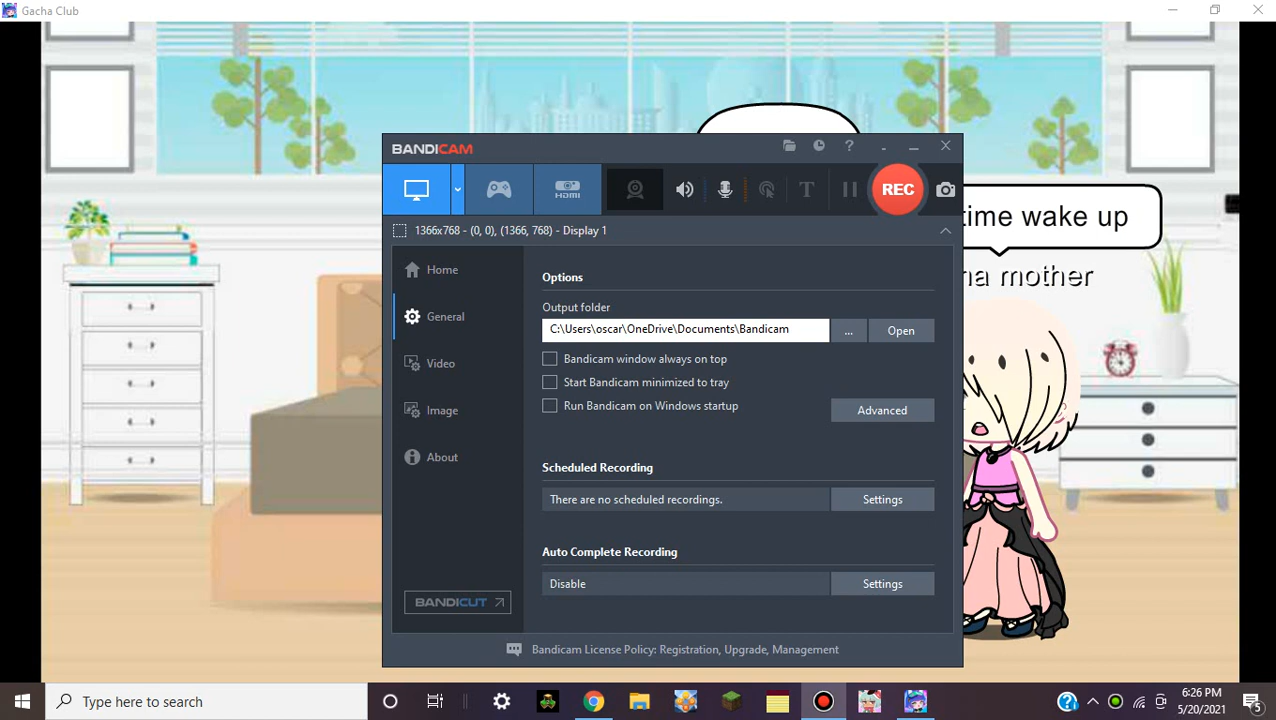 Gacha Club
BANDICAM
HDMI
T
REC
1366x768 - (0, 0), (1366, 768) - Display 1
time wake up
mother
Home
General
Video
Image
About
BANDICUT
Options
Output folder
C:\Users\oscar\OneDrive\Documents\Bandicam
...
Open
Bandicam window always on top
Start Bandicam minimized to tray
Run Bandicam on Windows startup
Advanced
Scheduled Recording
There are no scheduled recordings.
Settings
Auto Complete Recording
Disable
Settings
Bandicam License Policy: Registration, Upgrade, Management
Type here to search
6:26 PM
5/20/2021
5